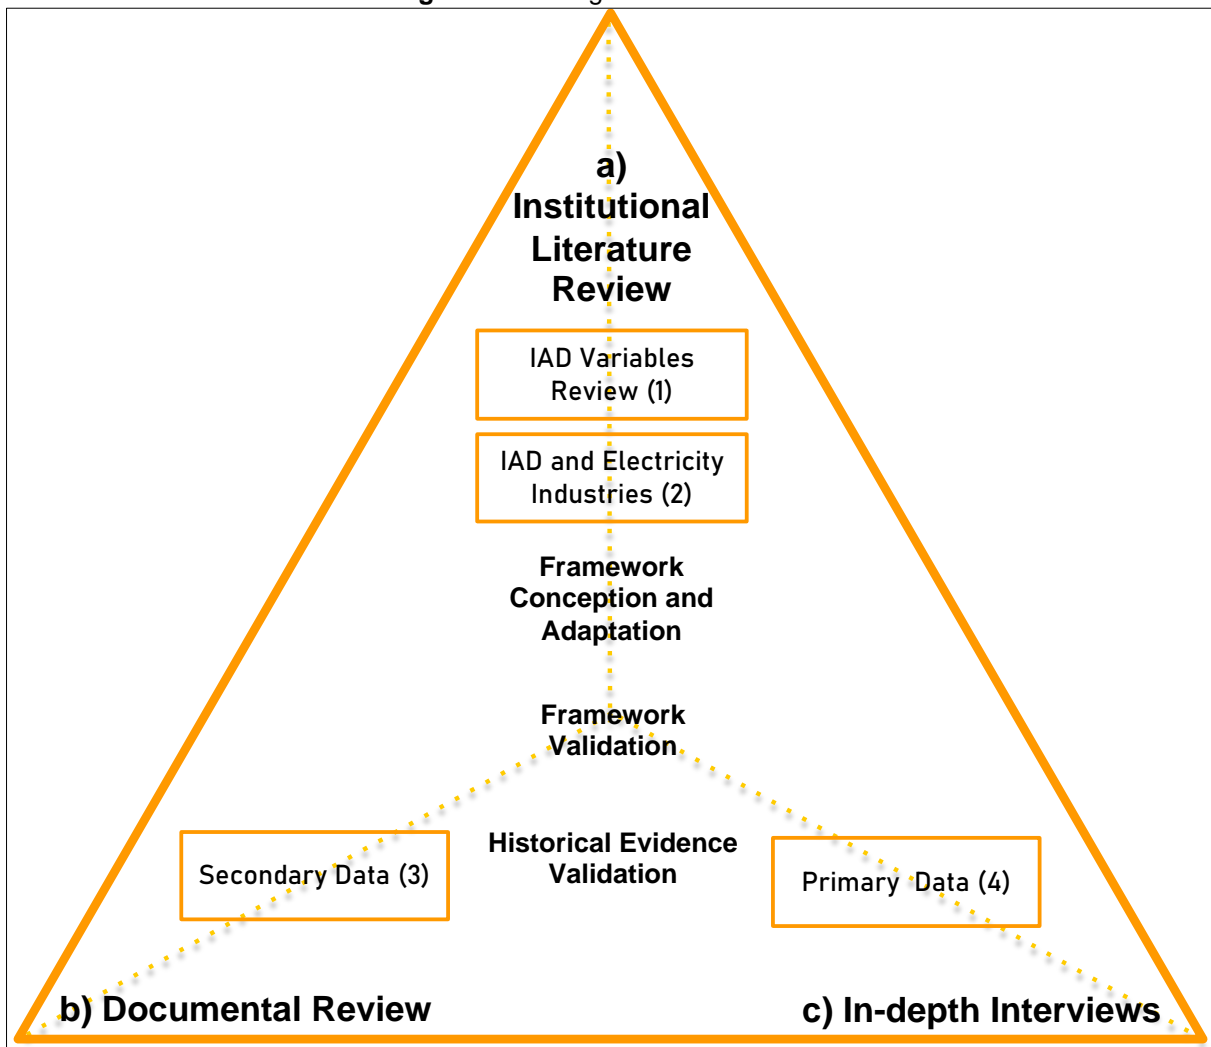 a)
Institutional
Literature
Review
IAD Variables
Review (1)
IAD and Electricity
Industries (2)
Framework
Conception and
Adaptation
Framework
Validation
Historical Evidence
Validation
Secondary Data (3)
Primary Data (4)
b) Documental Review
c) In-depth Interviews